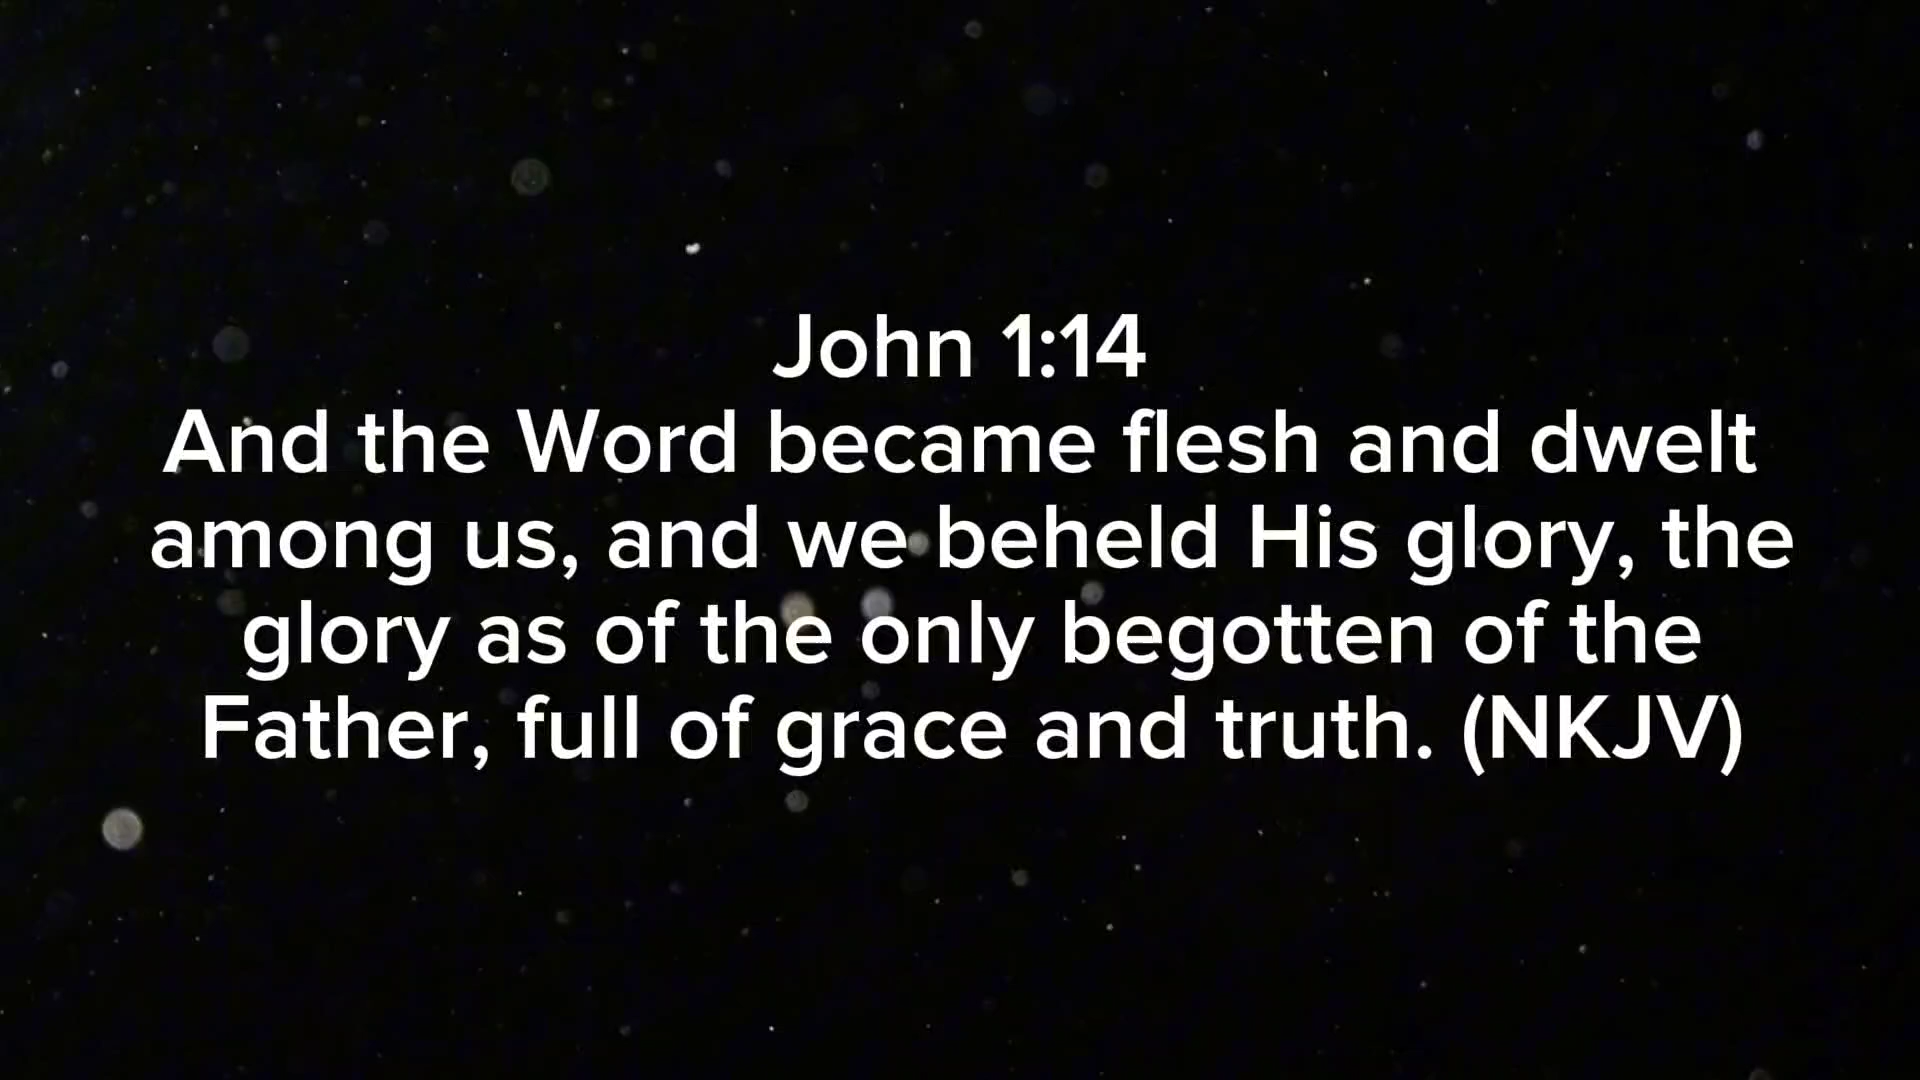 John 1:14
And the Word became flesh and dwelt
among us, and we beheld His glory, the
glory as of the only begotten of the
Father, full of grace and truth. (NKJV)